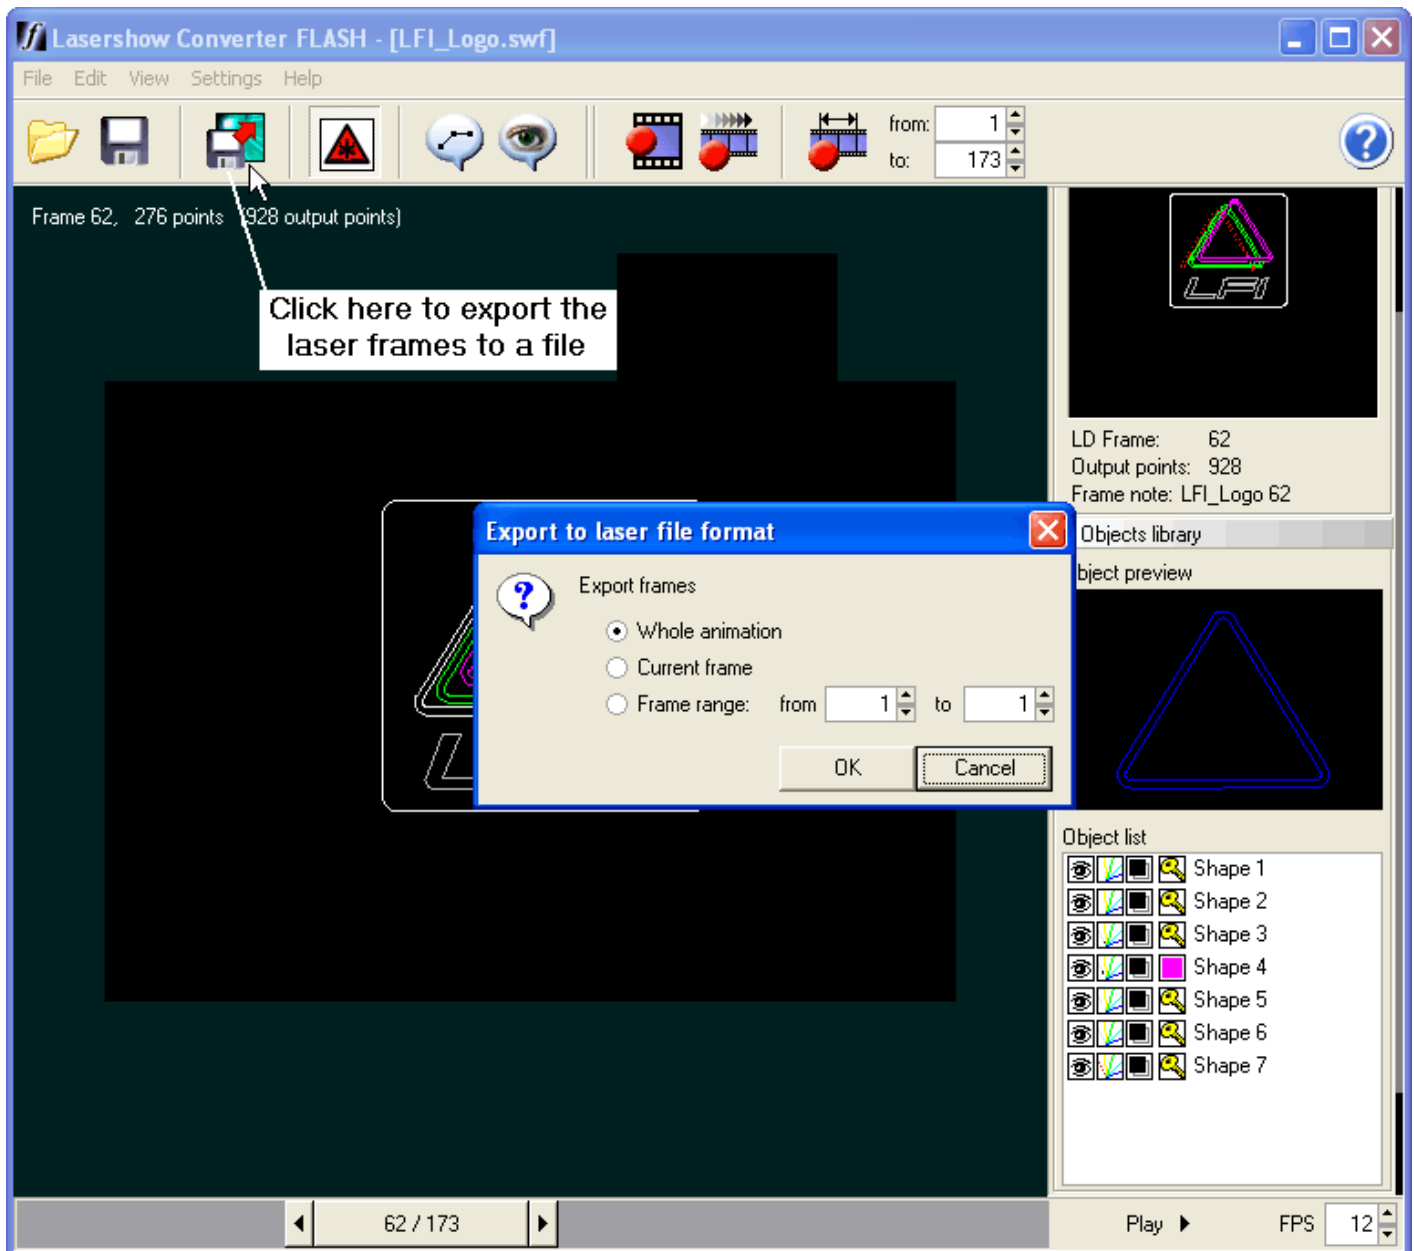 Lasershow Converter FLASH - [LFI_Logo.swf]
File Edit View Settings Help
from: 1
to: 173
?
Frame 62, 276 points (928 output points)
Click here to export the
laser frames to a file
LFI
LD Frame: 62
Output points: 928
Frame note: LFI_Logo 62
Objects library
bject preview
Export to laser file format
?
Export frames
Whole animation
Current frame
Frame range: from 1 to 1
OK Cancel
L
Object list
Shape 1
Shape 2
Shape 3
Shape 4
Shape 5
Shape 6
Shape 7
62 / 173
Play FPS 12